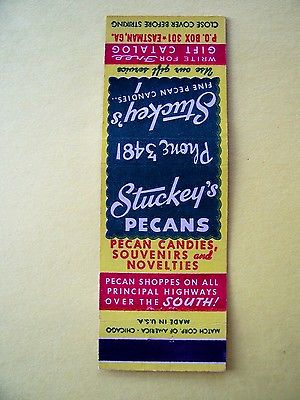 CLOSE COVER BEFORE STRIKING
P.O. BOX 301 ★ EASTMAN, GA.
GIFT CATALOG
WRITE FOR Free
Use our gift service
FINE PECAN CANDIES...
Stuckey's
Phone 3481
Stuckey's
PECANS
PECAN CANDIES,
SOUVENIRS and
NOVELTIES
PECAN SHOPPES ON ALL
PRINCIPAL HIGHWAYS
OVER THE SOUTH!
MATCH CORP. OF AMERICA - CHICAGO
MADE IN U.S.A.